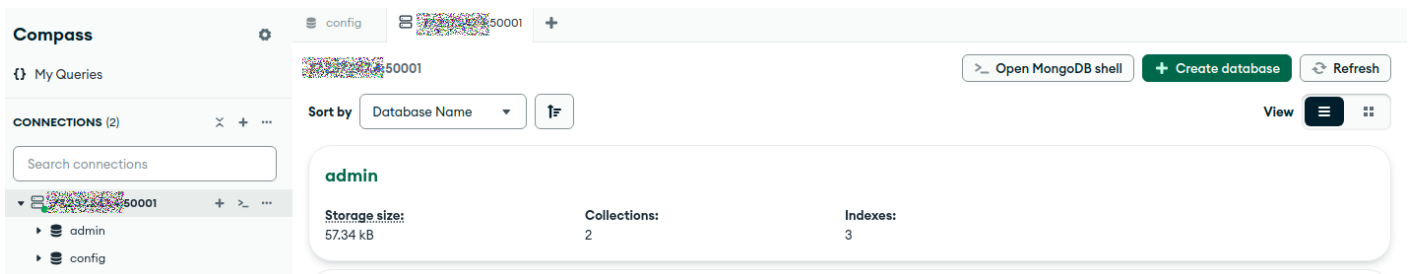 Compass
{} My Queries
CONNECTIONS (2)
Search connections
50001
admin
config
config
50001
:50001
>_ Open MongoDB shell
+ Create database
Refresh
Sort by
Database Name
View
admin
Storage size:
Collections:
Indexes:
57.34 kB
2
3